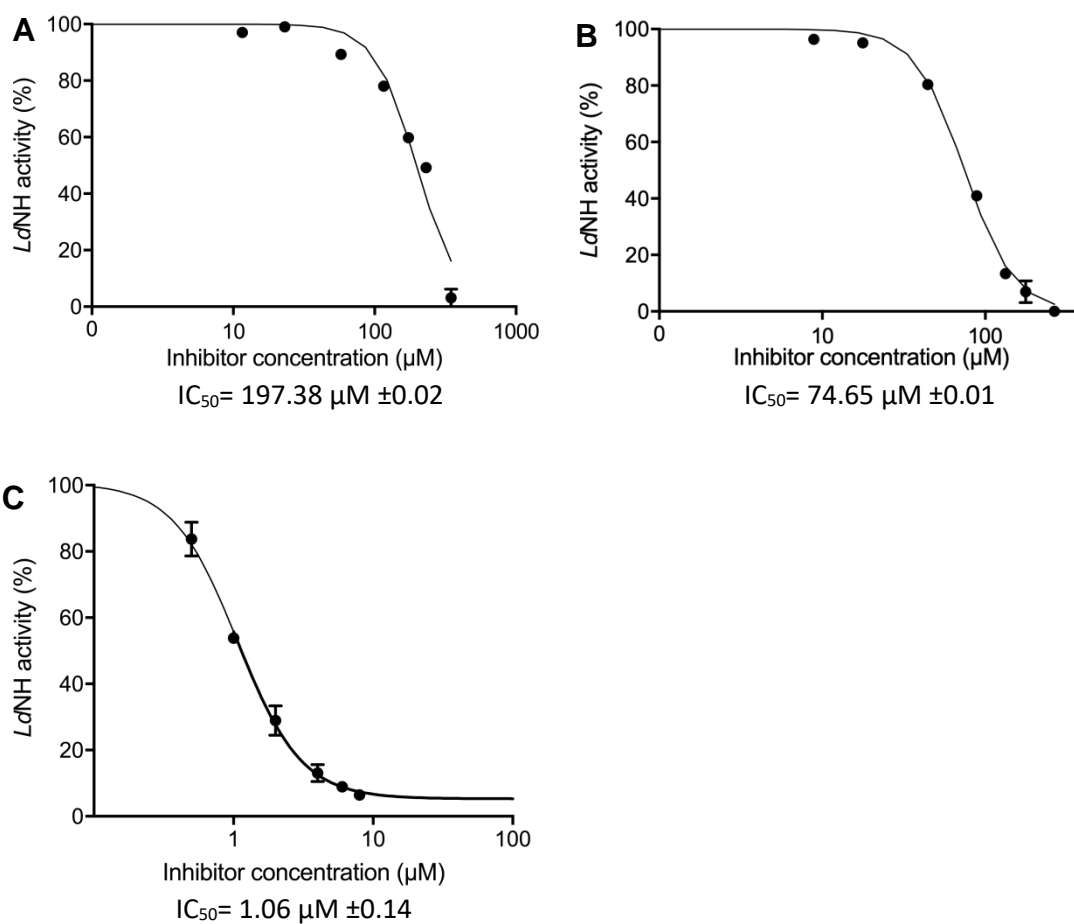 A
100
80
60
40
20
0
LdNH activity (%)
0
10
100
1000
Inhibitor concentration (µM)
IC₅₀= 197.38 µM ±0.02
B
100
80
60
40
20
0
LdNH activity (%)
0
10
100
Inhibitor concentration (µM)
IC₅₀= 74.65 µM ±0.01
C
100
80
60
40
20
0
LdNH activity (%)
1
10
100
Inhibitor concentration (µM)
IC₅₀= 1.06 µM ±0.14